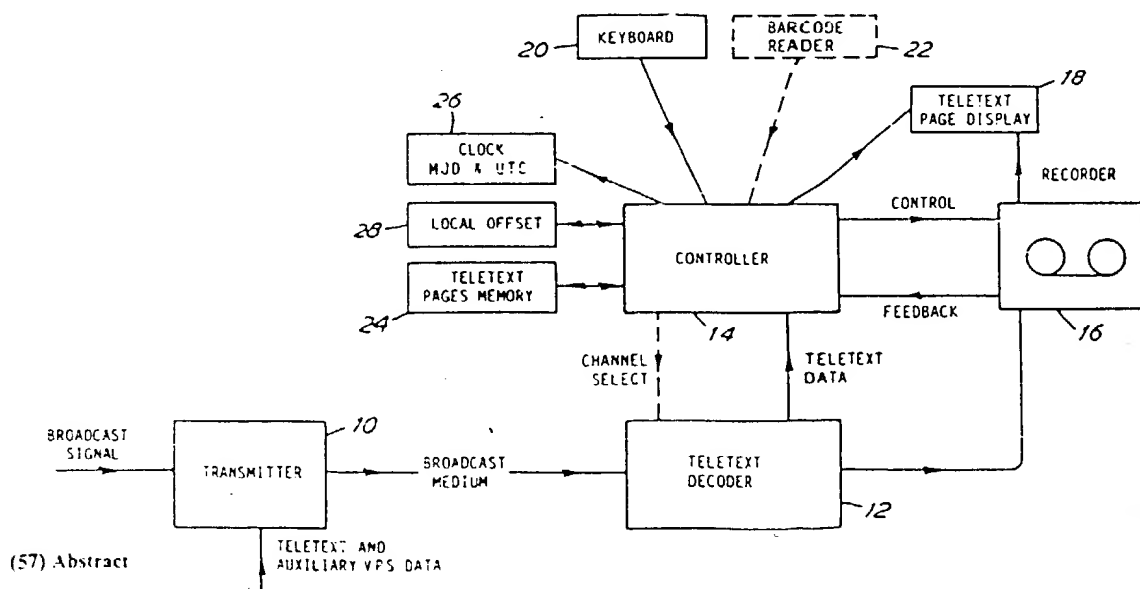 KEYBOARD
20
BARCODE
READER
22
18
TELETEXT
PAGE DISPLAY
26
CLOCK
MJD & UTC
RECORDER
CONTROL
28
LOCAL OFFSET
CONTROLLER
TELETEXT
PAGES MEMORY
24
FEEDBACK
14
16
CHANNEL
SELECT
TELETEXT
DATA
10
BROADCAST
SIGNAL
TRANSMITTER
BROADCAST
MEDIUM
TELETEXT
DECODER
12
(57) Abstract
TELETEXT AND
AUXILIARY VPS DATA